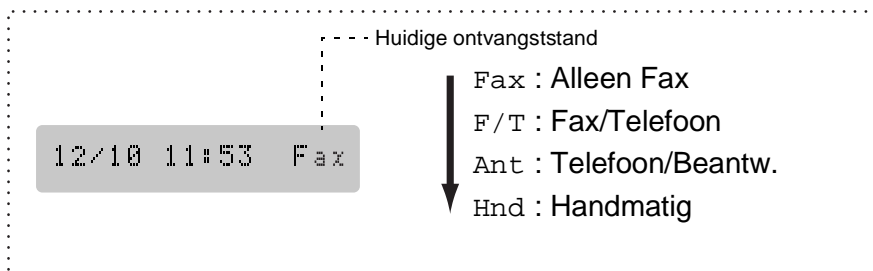 Huidige ontvangststand
Fax : Alleen Fax
F/T : Fax/Telefoon
12/10 11:53 Fax
Ant : Telefoon/Beantw.
Hnd : Handmatig